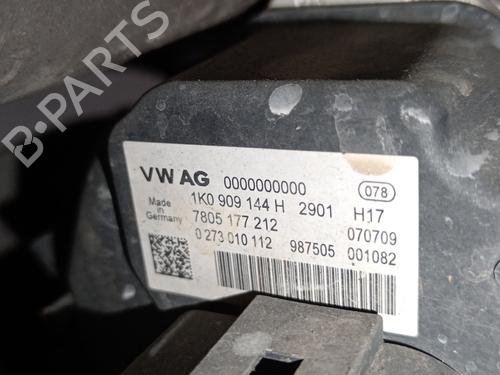 B-PARTS
VW AG 0000000000 078
Made in Germany
1K0 909 144 H 2901 H17
7805 177 212 070709
0 273 010 112 987505 001082